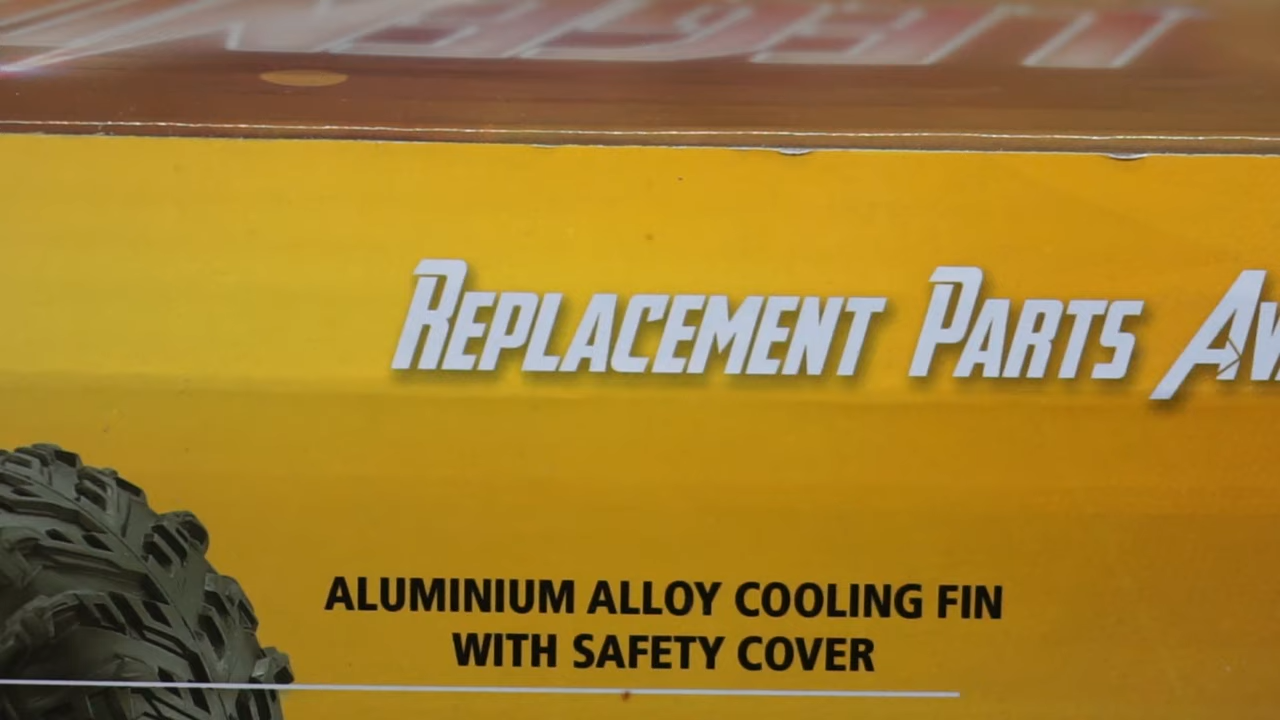 REPLACEMENT PARTS
ALUMINIUM ALLOY COOLING FIN
WITH SAFETY COVER